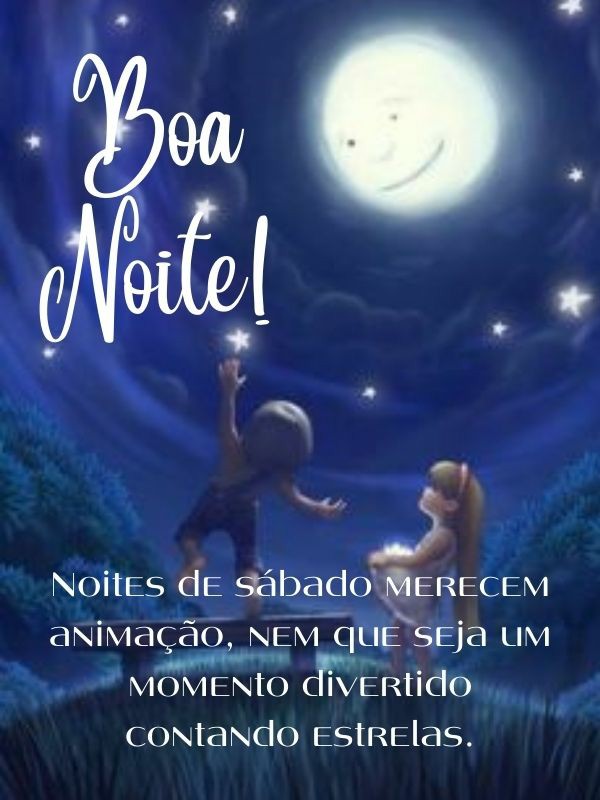 Boa
Noite!
Noites de sábado merecem
animação, nem que seja um
momento divertido
contando estrelas.